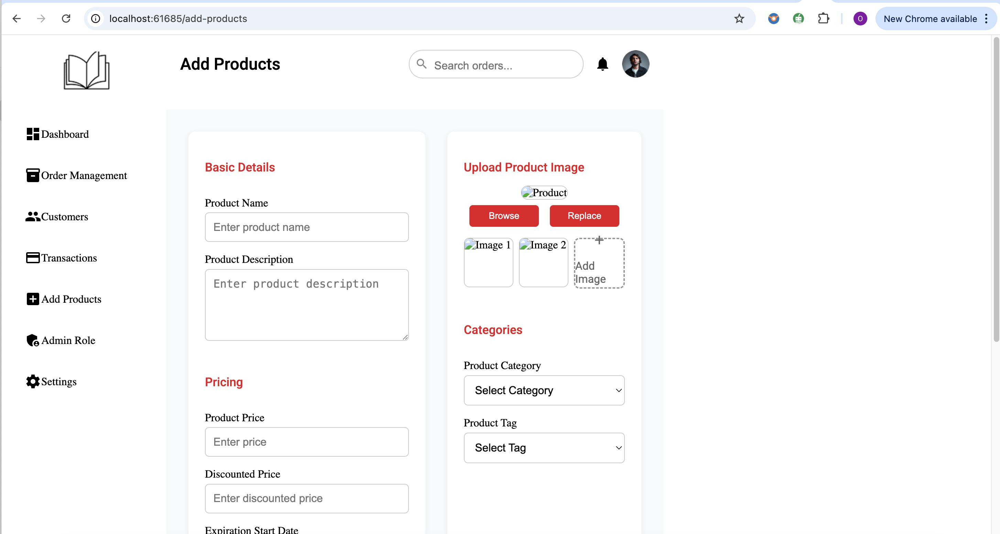 localhost:61685/add-products
O
New Chrome available
Add Products
Search orders...
Dashboard
Order Management
Customers
Transactions
Add Products
Admin Role
Settings
Basic Details
Product Name
Enter product name
Product Description
Enter product description
Pricing
Product Price
Enter price
Discounted Price
Enter discounted price
Expiration Start Date
Upload Product Image
Product
Browse
Replace
Image 1
Image 2
+
Add
Image
Categories
Product Category
Select Category
Product Tag
Select Tag